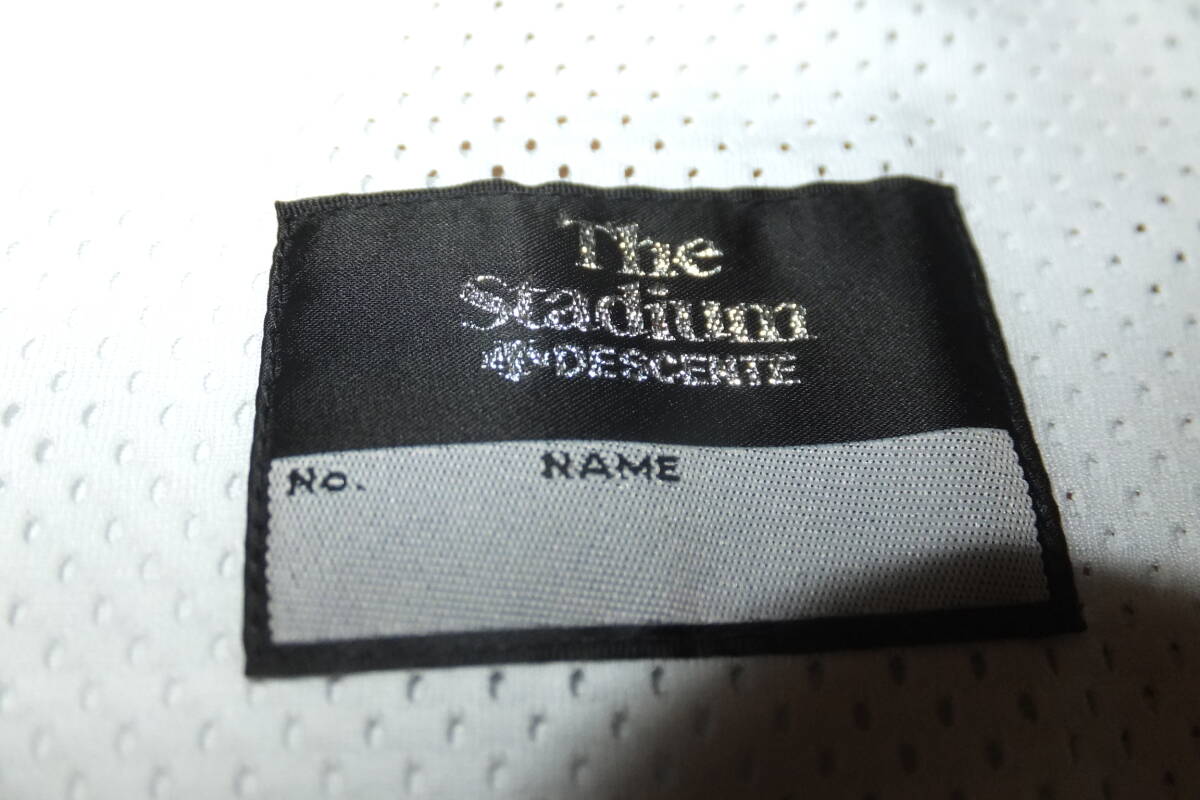 The
Stadium
DESCENTE
No. NAME